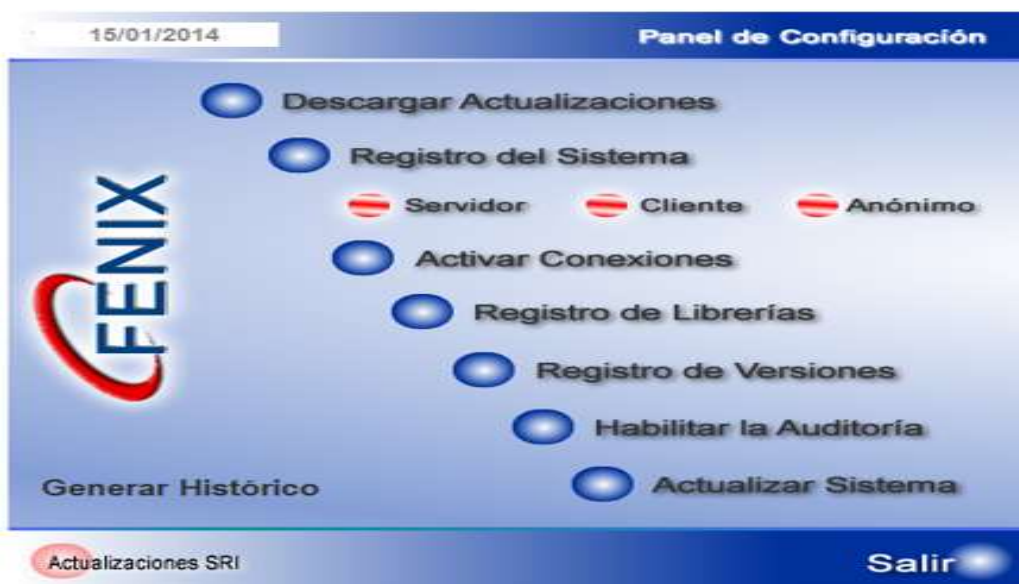 15/01/2014
Panel de Configuración
Descargar Actualizaciones
Registro del Sistema
Servidor Cliente Anónimo
Activar Conexiones
Registro de Librerías
Registro de Versiones
Habilitar la Auditoría
Actualizar Sistema
FENIX
Generar Histórico
Actualizaciones SRI
Salir